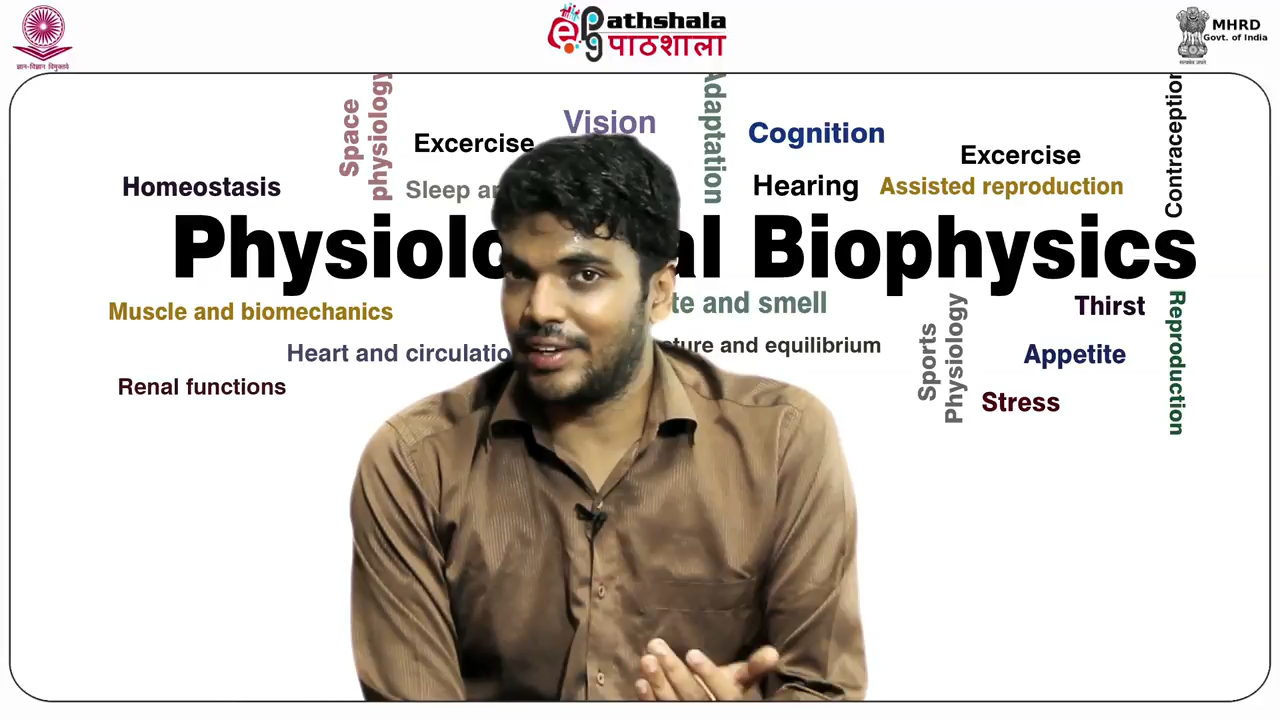 ज्ञान-विज्ञान विमुक्तये
ePathshala
पाठशाला
MHRD
Govt. of India
Space
physiology
Excercise
Vision
Adaptation
Cognition
Excercise
Contraception
Homeostasis
Sleep
Hearing
Assisted reproduction
Physiolo al Biophysics
Muscle and biomechanics
te and smell
Thirst
Reproduction
Heart and circulatio
ture and equilibrium
Sports
Physiology
Appetite
Renal functions
Stress